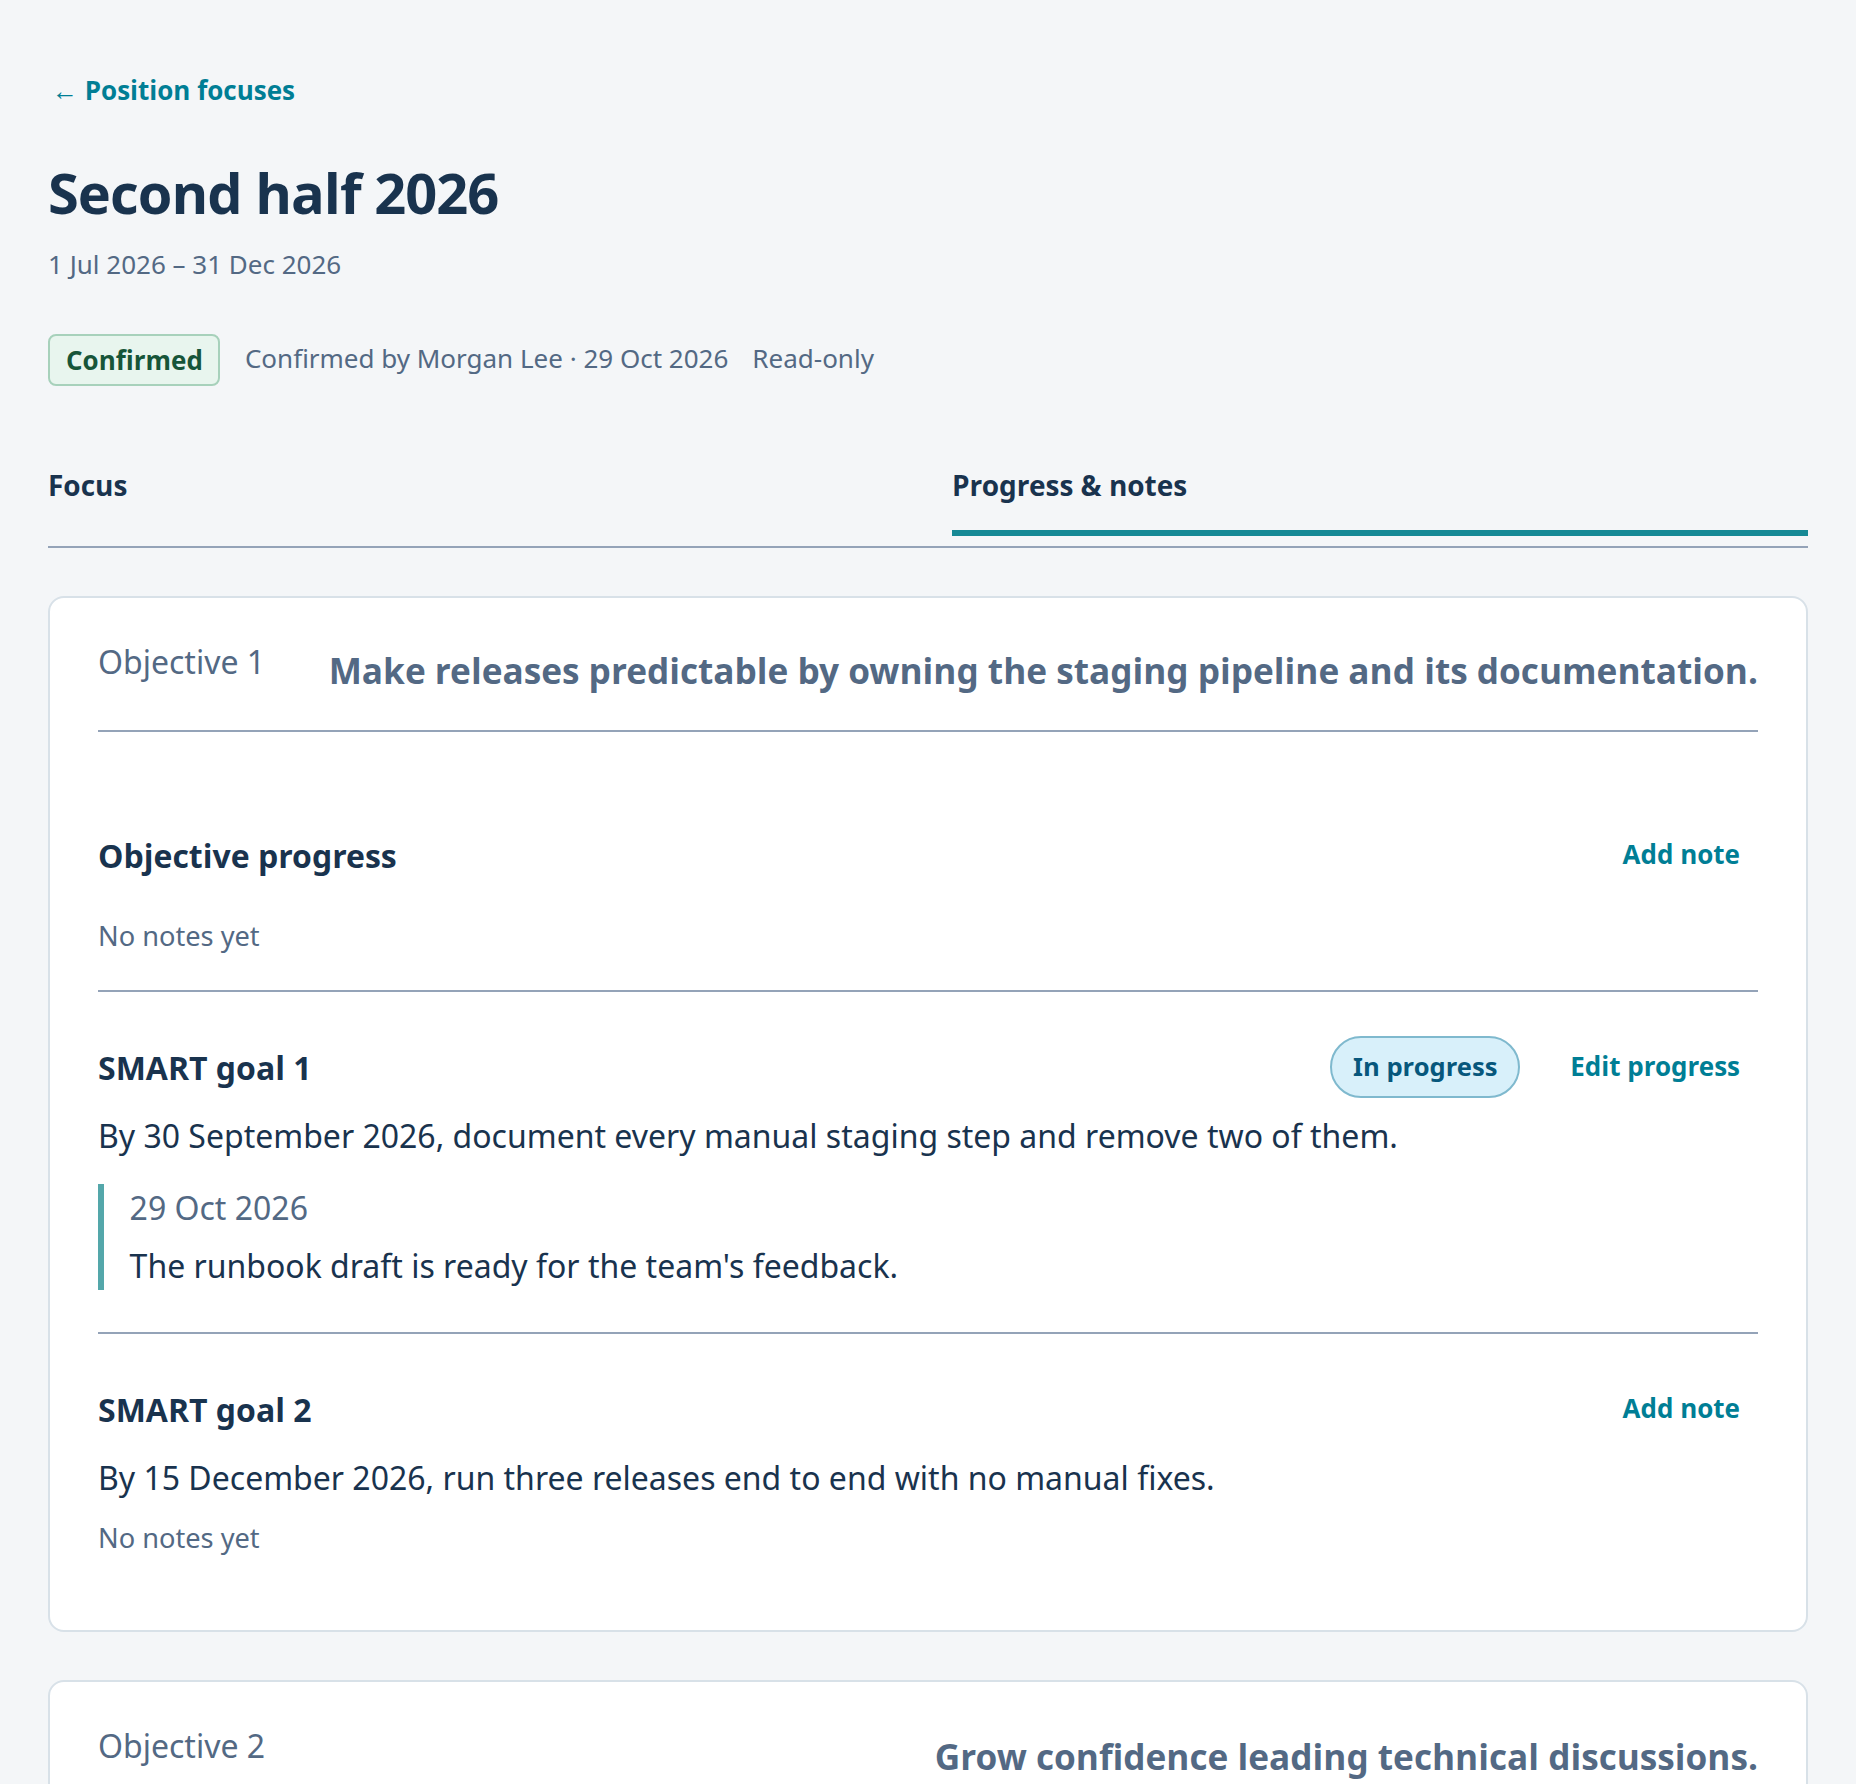 ← Position focuses
Second half 2026
1 Jul 2026 – 31 Dec 2026
Confirmed Confirmed by Morgan Lee · 29 Oct 2026 Read-only
Focus Progress & notes
Objective 1 Make releases predictable by owning the staging pipeline and its documentation.
Objective progress Add note
No notes yet
SMART goal 1 In progress Edit progress
By 30 September 2026, document every manual staging step and remove two of them.
29 Oct 2026
The runbook draft is ready for the team's feedback.
SMART goal 2 Add note
By 15 December 2026, run three releases end to end with no manual fixes.
No notes yet
Objective 2 Grow confidence leading technical discussions.